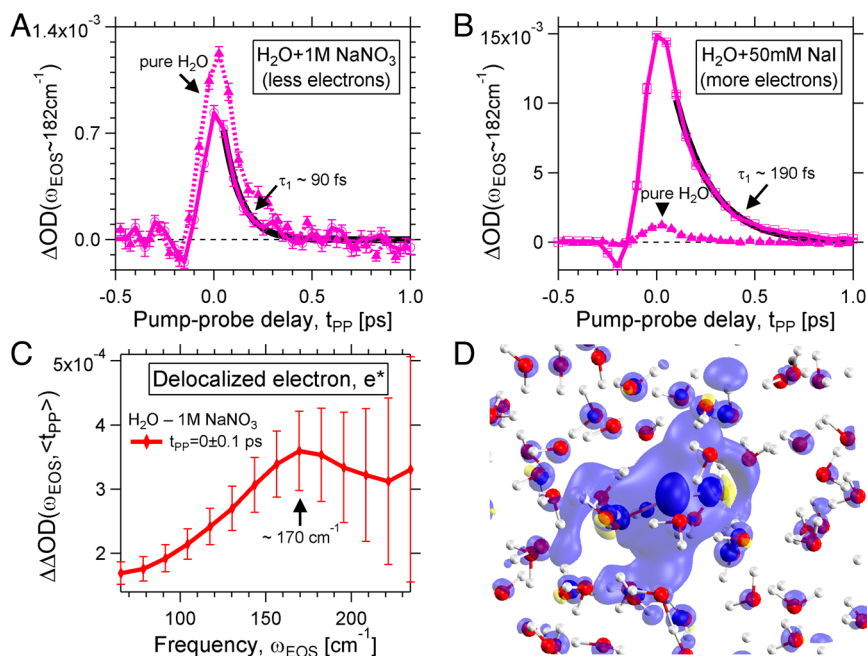 A
1.4x10⁻³
0.7
0.0
ΔOD(ω_EOS~182cm⁻¹)
pure H₂O
H₂O+1M NaNO₃
(less electrons)
τ₁ ~ 90 fs
-0.5
0.0
0.5
1.0
Pump-probe delay, t_PP [ps]
B
15x10⁻³
10
5
0
ΔOD(ω_EOS~182cm⁻¹)
H₂O+50mM NaI
(more electrons)
τ₁ ~ 190 fs
pure H₂O
-0.5
0.0
0.5
1.0
Pump-probe delay, t_PP [ps]
C
5x10⁻⁴
4
3
2
ΔΔOD(ω_EOS, <t_PP>)
Delocalized electron, e*
H₂O – 1M NaNO₃
t_PP=0±0.1 ps
~ 170 cm⁻¹
100
150
200
Frequency, ω_EOS [cm⁻¹]
D